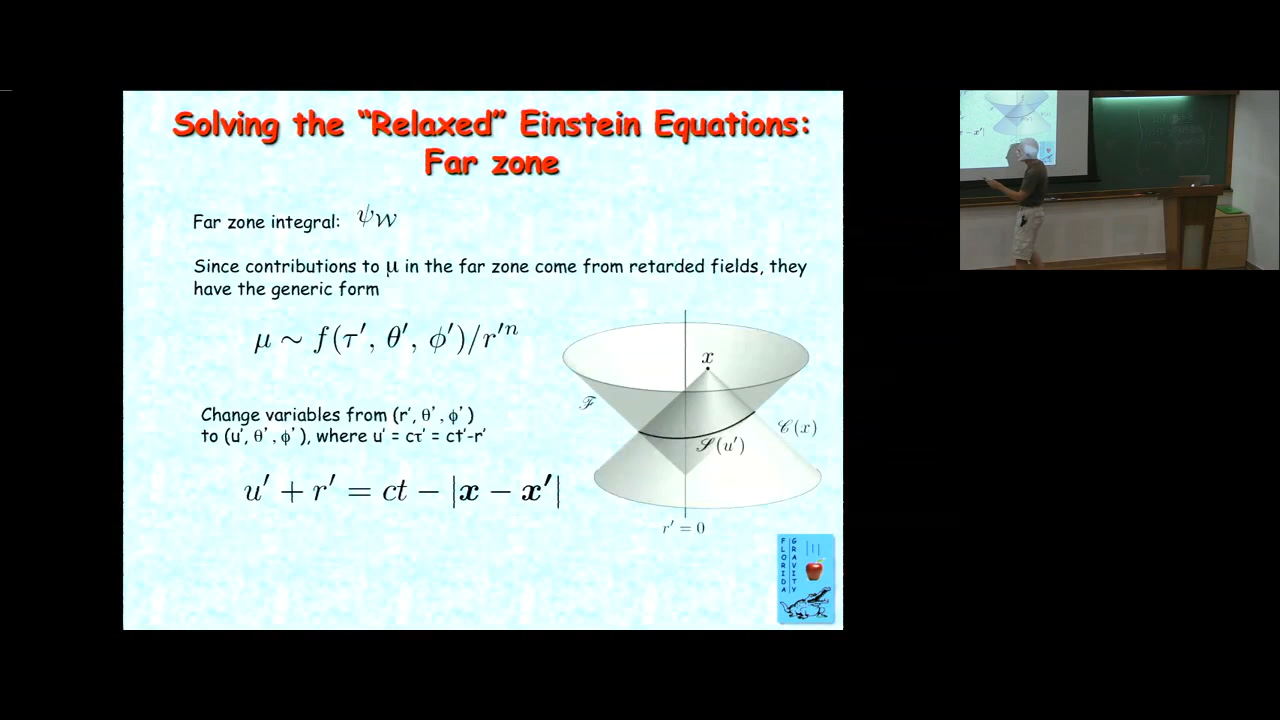 Solving the “Relaxed” Einstein Equations:
Far zone
Far zone integral: ψ𝒲
Since contributions to μ in the far zone come from retarded fields, they
have the generic form
μ ∼ f(τ′, θ′, ϕ′)/r′ⁿ
x
ℱ
Change variables from (r′, θ′, ϕ′)
to (u′, θ′, ϕ′), where u′ = cτ′ = ct′-r′
𝒞(x)
𝒮(u′)
u′ + r′ = ct − |x − x′|
r′ = 0
FLORIDA
GRAVITY